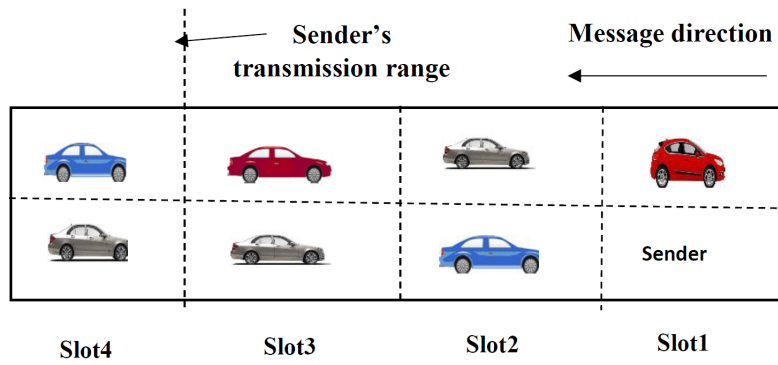 Sender's
transmission range
Message direction
Sender
Slot4
Slot3
Slot2
Slot1